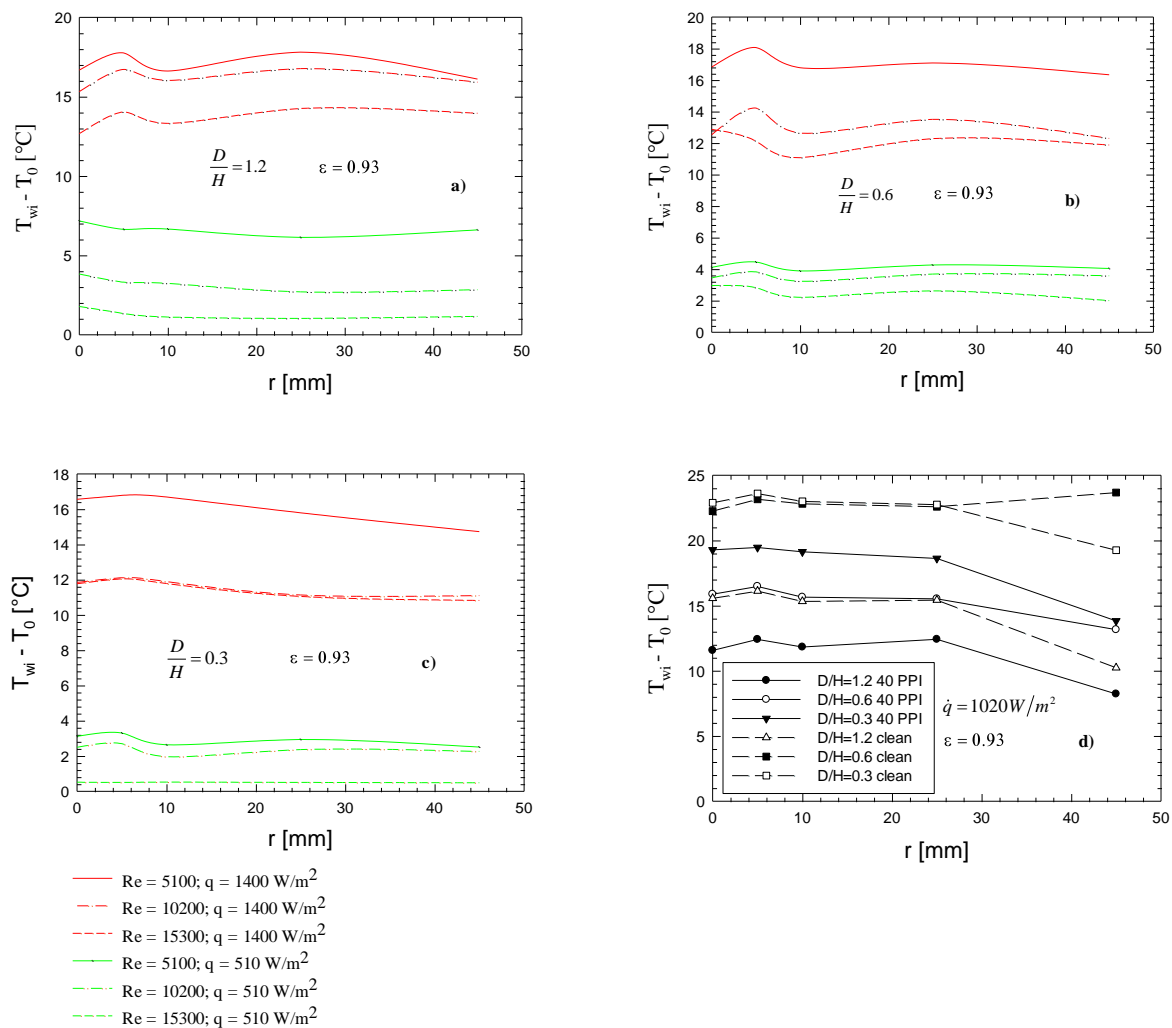 20
15
10
5
0
T_wi - T_0 [°C]
D/H = 1.2 ε = 0.93
a)
0 10 20 30 40 50
r [mm]
20
18
16
14
12
10
8
6
4
2
0
T_wi - T_0 [°C]
D/H = 0.6 ε = 0.93
b)
0 10 20 30 40 50
r [mm]
18
16
14
12
10
8
6
4
2
0
T_wi - T_0 [°C]
D/H = 0.3 ε = 0.93
c)
0 10 20 30 40 50
r [mm]
25
20
15
10
5
0
T_wi - T_0 [°C]
D/H=1.2 40 PPI
D/H=0.6 40 PPI
D/H=0.3 40 PPI
D/H=1.2 clean
D/H=0.6 clean
D/H=0.3 clean
q̇ = 1020W/m²
ε = 0.93
d)
0 10 20 30 40 50
r [mm]
Re = 5100; q = 1400 W/m²
Re = 10200; q = 1400 W/m²
Re = 15300; q = 1400 W/m²
Re = 5100; q = 510 W/m²
Re = 10200; q = 510 W/m²
Re = 15300; q = 510 W/m²